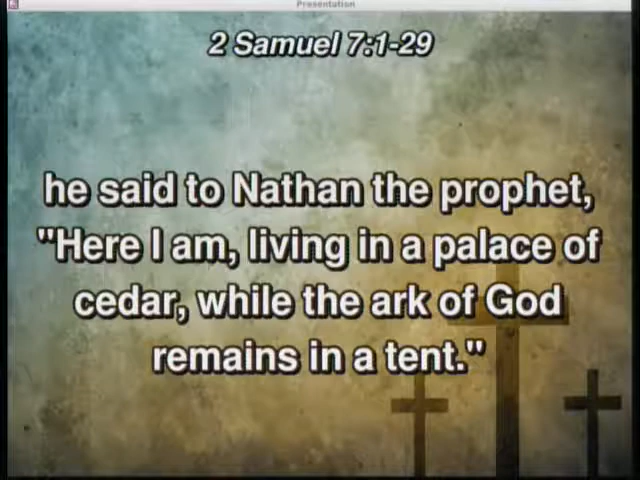 Presentation
2 Samuel 7:1-29
he said to Nathan the prophet,
"Here I am, living in a palace of
cedar, while the ark of God
remains in a tent."